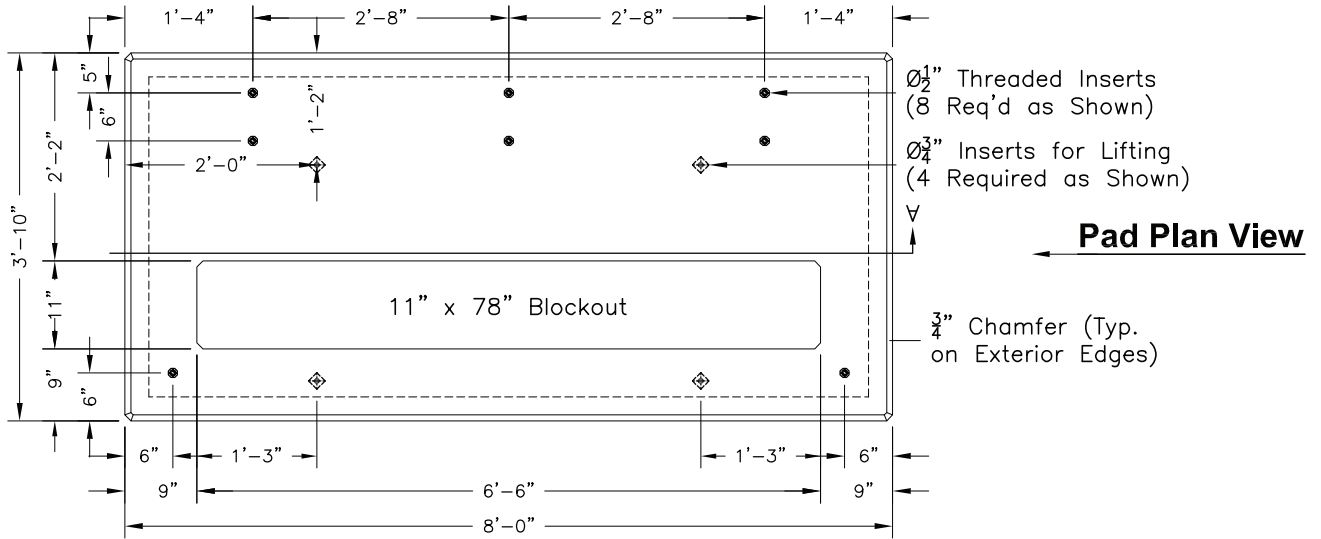 1'-4" 2'-8" 2'-8" 1'-4"
5"
6"
1'-2"
2'-2"
2'-0"
3'-10"
Ø1/2" Threaded Inserts
(8 Req'd as Shown)
Ø3/4" Inserts for Lifting
(4 Required as Shown)
A
Pad Plan View
11"
11" x 78" Blockout
3/4" Chamfer (Typ.
on Exterior Edges)
9"
6"
6" 1'-3" 1'-3" 6"
9" 6'-6" 9"
8'-0"